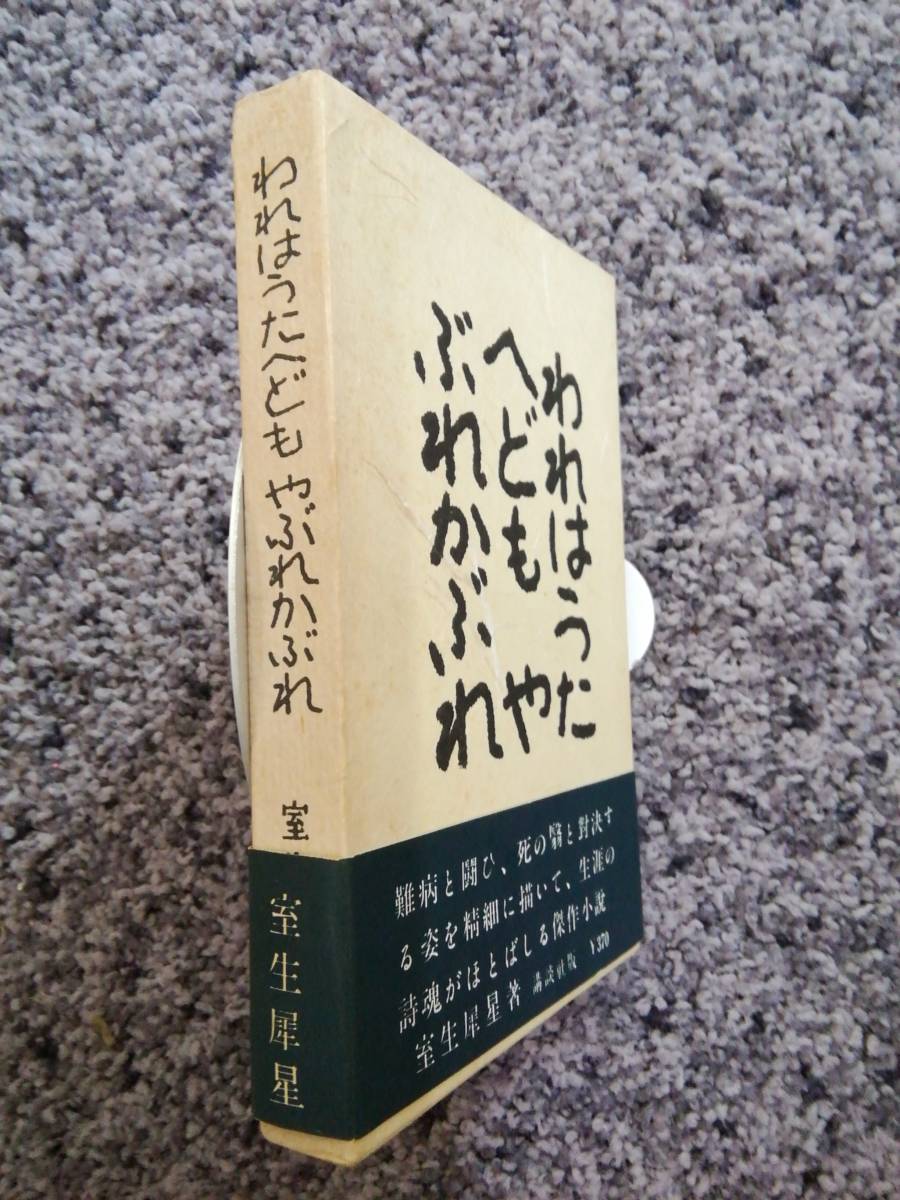 われはうた
へども や
ぶれかぶれ
難病と闘ひ、死の翳と對決す
る姿を精細に描いて、生涯の
詩魂がほとばしる傑作小説
室生犀星著 講談社版 ¥370
われはうたへども やぶれかぶれ
室
室生犀星